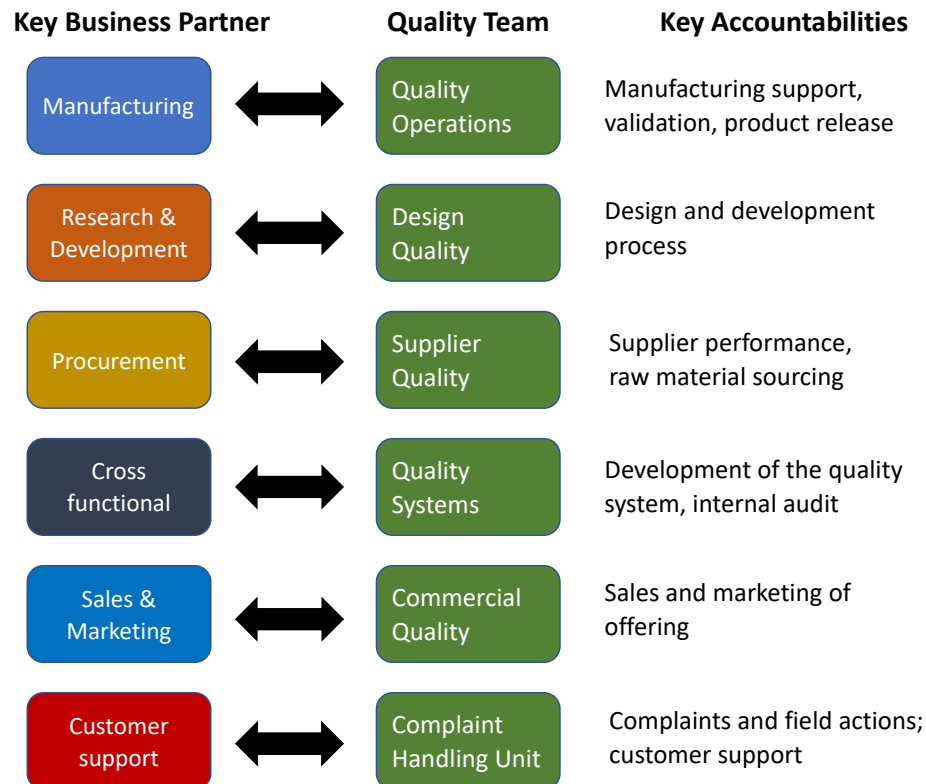 Key Business Partner
Quality Team
Key Accountabilities
Manufacturing
Quality
Operations
Manufacturing support,
validation, product release
Research &
Development
Design
Quality
Design and development
process
Procurement
Supplier
Quality
Supplier performance,
raw material sourcing
Cross
functional
Quality
Systems
Development of the quality
system, internal audit
Sales &
Marketing
Commercial
Quality
Sales and marketing of
offering
Customer
support
Complaint
Handling Unit
Complaints and field actions;
customer support